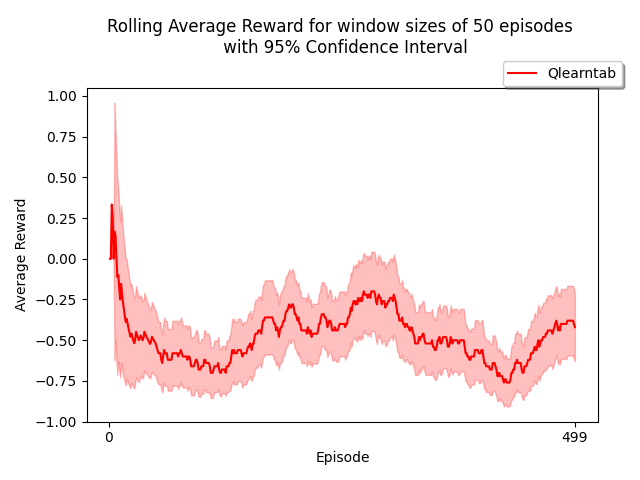 Rolling Average Reward for window sizes of 50 episodes
with 95% Confidence Interval
Qlearntab
1.00
0.75
0.50
0.25
0.00
−0.25
−0.50
−0.75
−1.00
Average Reward
0
499
Episode